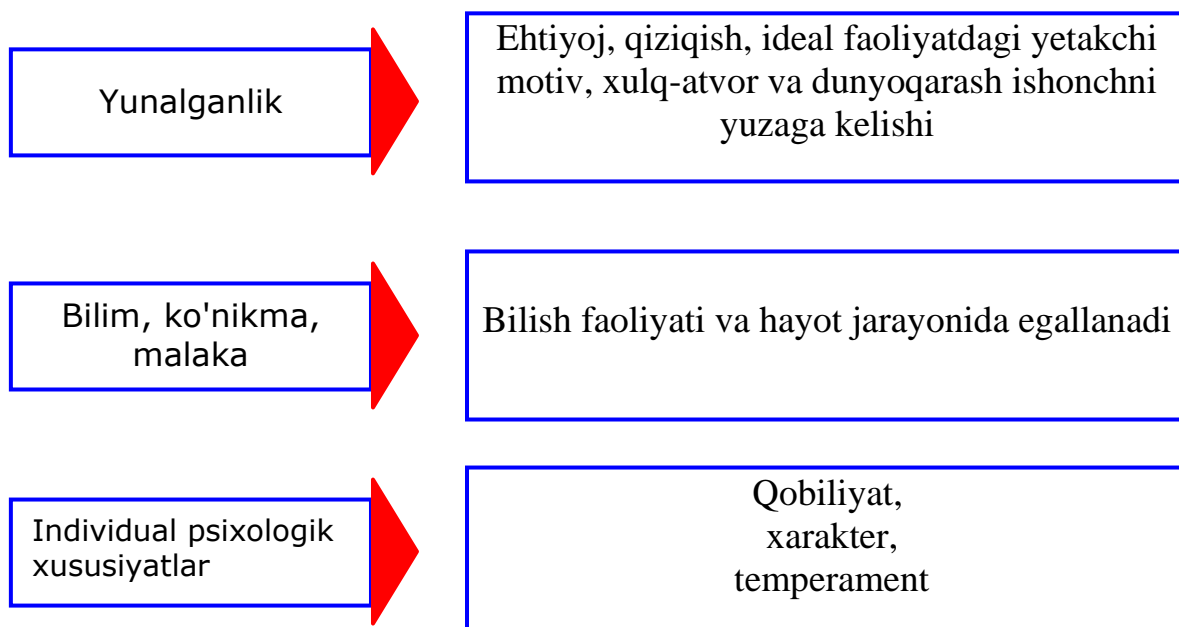 Yunalganlik
Ehtiyoj, qiziqish, ideal faoliyatdagi yetakchi
motiv, xulq-atvor va dunyoqarash ishonchni
yuzaga kelishi
Bilim, ko'nikma,
malaka
Bilish faoliyati va hayot jarayonida egallanadi
Individual psixologik
xususiyatlar
Qobiliyat,
xarakter,
temperament